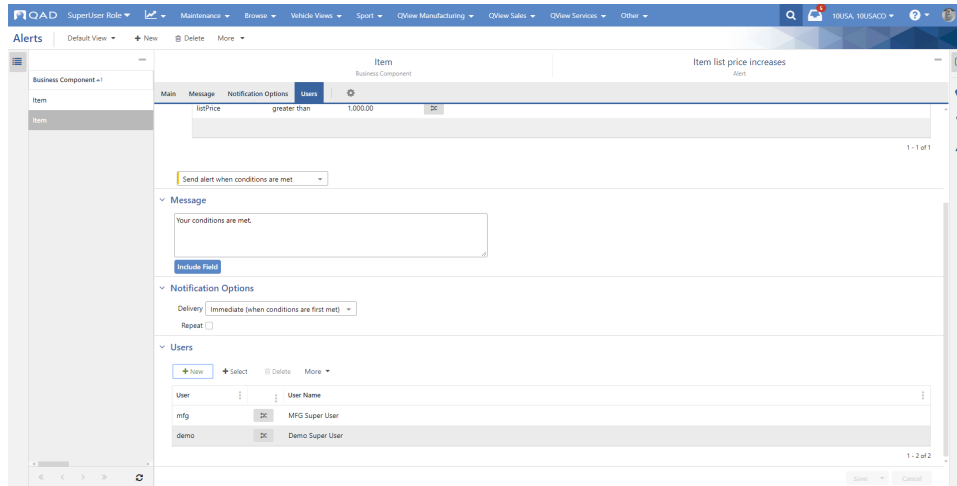 QAD SuperUser Role Maintenance Browse Vehicle Views Sport QView Manufacturing QView Sales QView Services Other 6 10USA, 10USACO
Alerts Default View + New Delete More
Item Item list price increases
Business Component Alert
Business Component 1
Item
Item
Main Message Notification Options Users
listPrice greater than 1,000.00
1 - 1 of 1
Send alert when conditions are met
Message
Your conditions are met.
Include Field
Notification Options
Delivery Immediate (when conditions are first met)
Repeat
Users
+ New + Select Delete More
User User Name
mfg MFG Super User
demo Demo Super User
1 - 2 of 2
Save Cancel